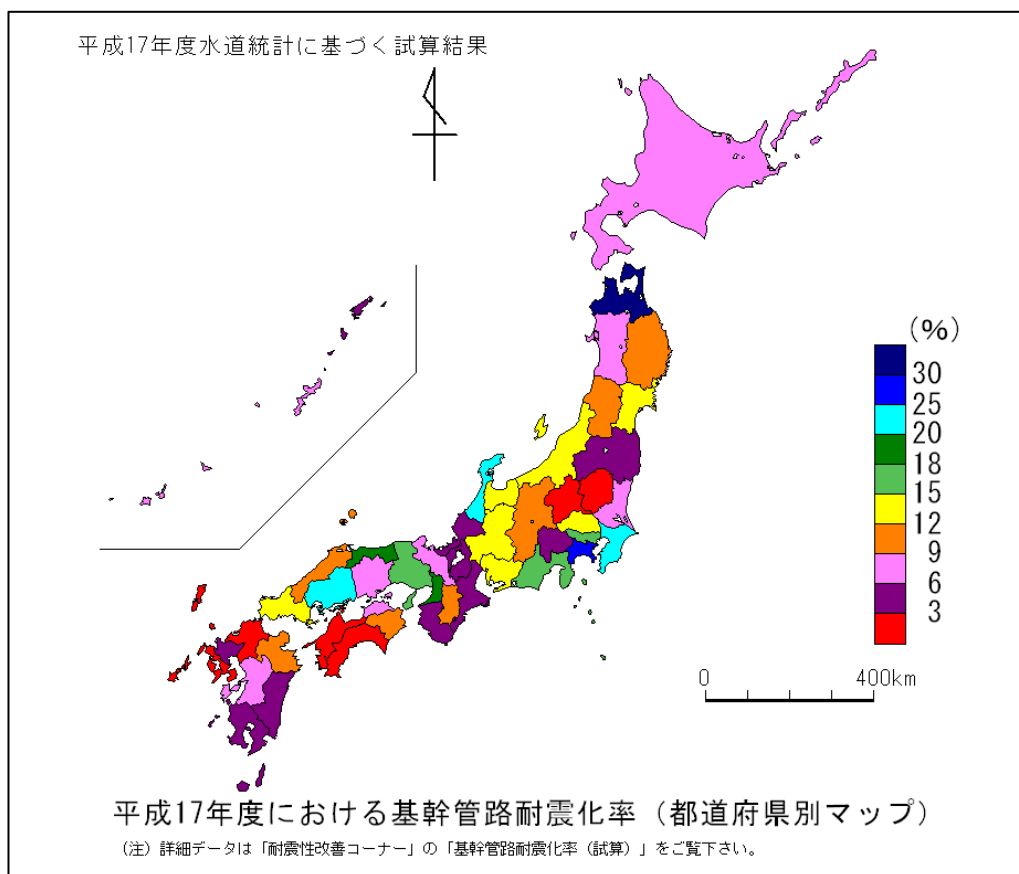 平成17年度水道統計に基づく試算結果
(%)
30
25
20
18
15
12
9
6
3
0 400km
平成17年度における基幹管路耐震化率（都道府県別マップ）
（注）詳細データは「耐震性改善コーナー」の「基幹管路耐震化率（試算）」をご覧下さい。